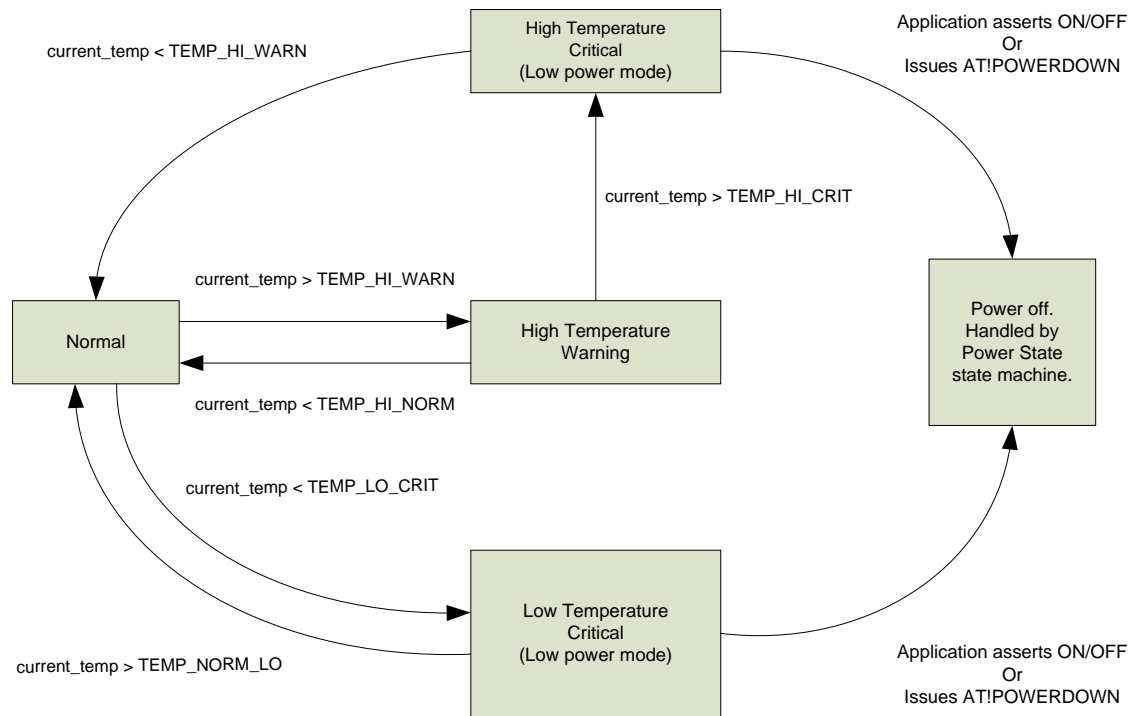 High Temperature
Critical
(Low power mode)
Application asserts ON/OFF
Or
Issues AT!POWERDOWN
current_temp < TEMP_HI_WARN
current_temp > TEMP_HI_CRIT
current_temp > TEMP_HI_WARN
Normal
High Temperature
Warning
Power off.
Handled by
Power State
state machine.
current_temp < TEMP_HI_NORM
current_temp < TEMP_LO_CRIT
Low Temperature
Critical
(Low power mode)
current_temp > TEMP_NORM_LO
Application asserts ON/OFF
Or
Issues AT!POWERDOWN